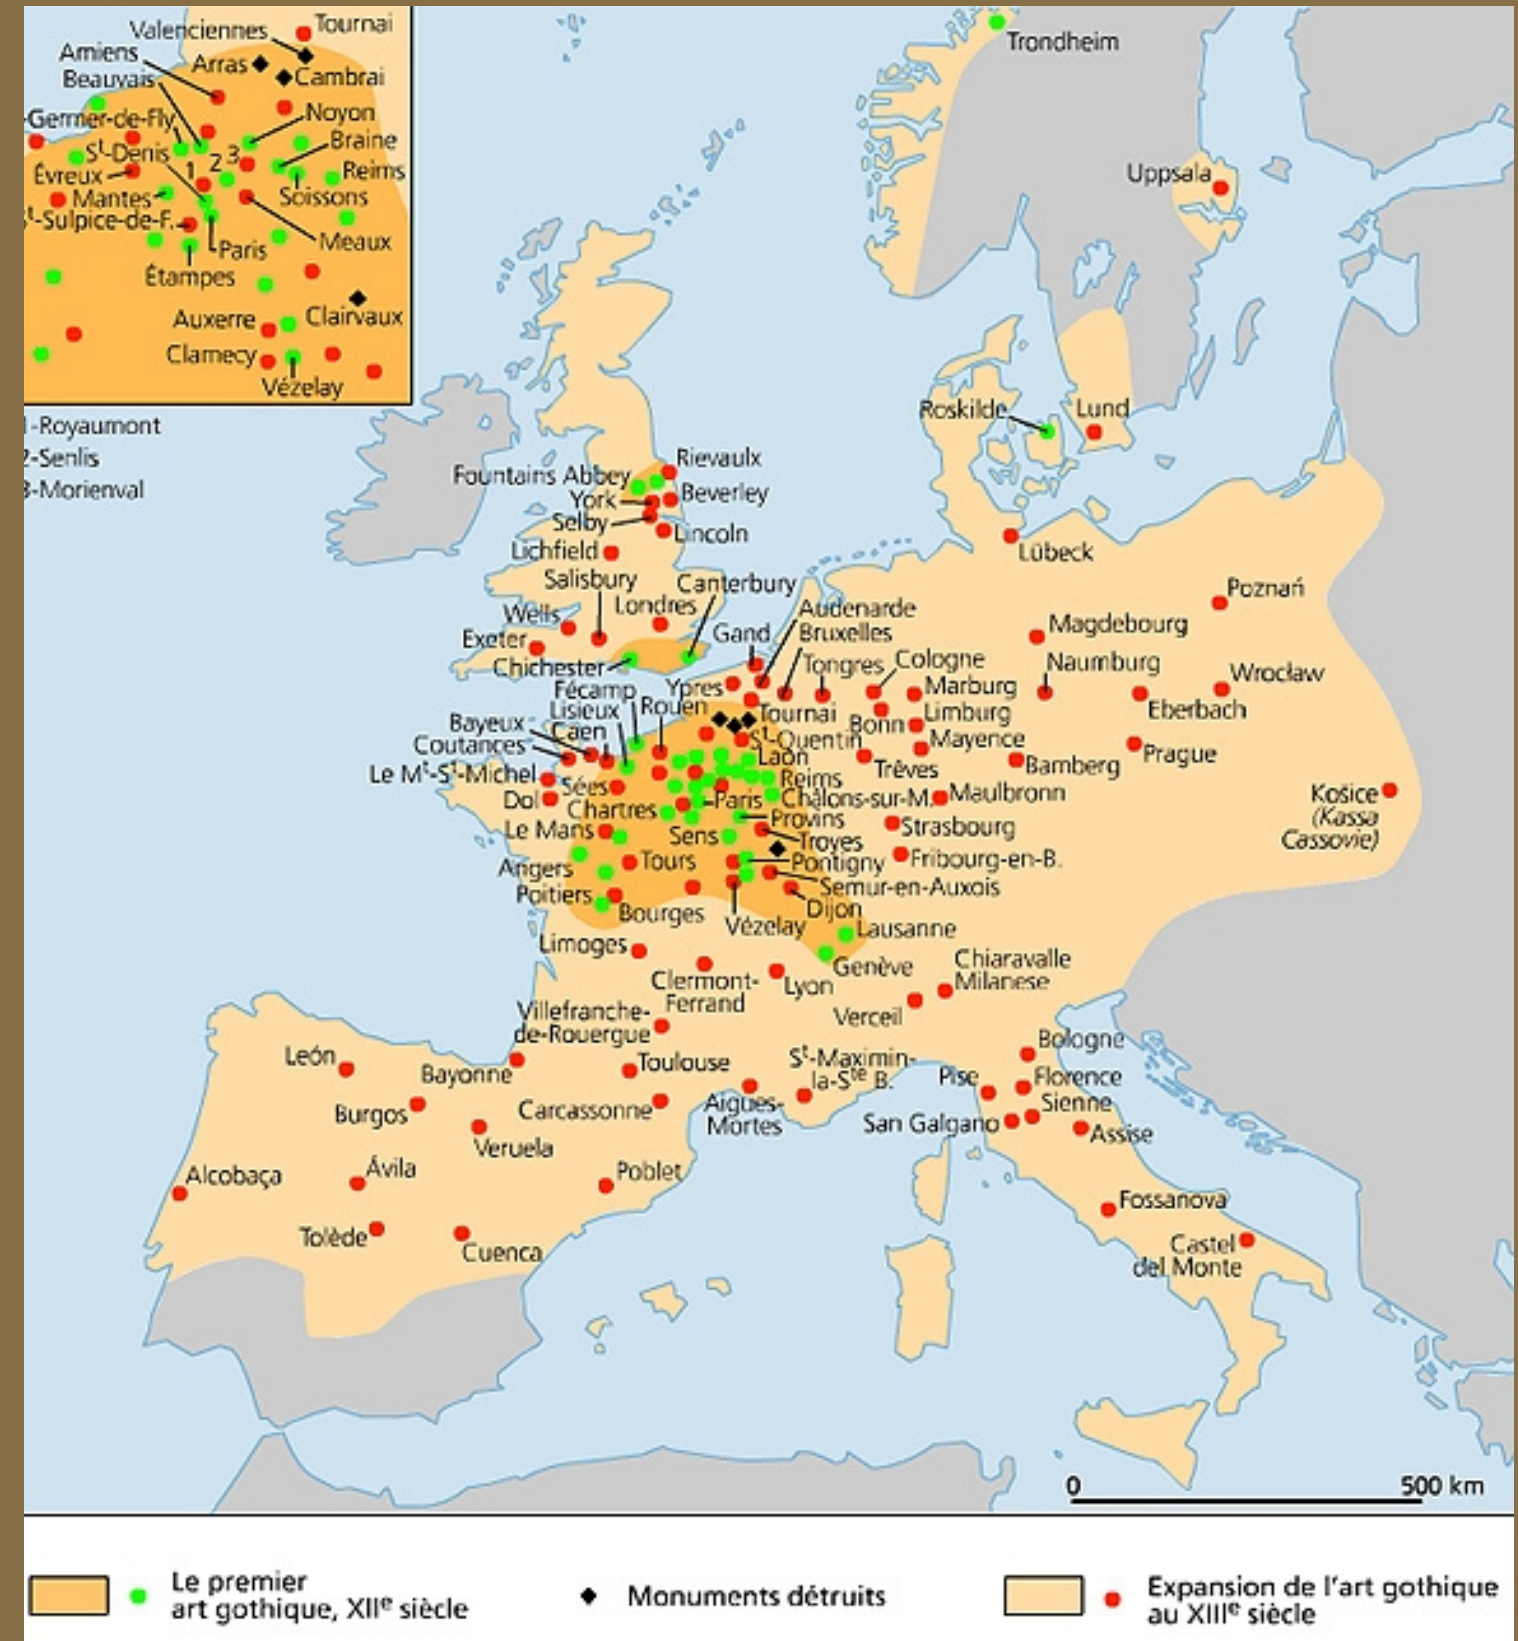 Valenciennes
Tournai
Amiens
Arras
Beauvais
Cambrai
-Germer-de-Fly
Noyon
Sᵗ-Denis
Braine
1
2
3
Évreux
Reims
Mantes
Soissons
Sᵗ-Sulpice-de-F.
Paris
Meaux
Étampes
Auxerre
Clairvaux
Clamecy
Vézelay
1-Royaumont
2-Senlis
3-Morienval
Trondheim
Uppsala
Roskilde
Lund
Rievaulx
Fountains Abbey
York
Beverley
Selby
Lincoln
Lichfield
Lübeck
Salisbury
Canterbury
Wells
Londres
Audenarde
Poznań
Exeter
Gand
Bruxelles
Magdebourg
Chichester
Tongres
Cologne
Naumburg
Wrocław
Fécamp
Ypres
Marburg
Lisieux
Rouen
Tournai
Bonn
Limburg
Eberbach
Bayeux
Caen
Sᵗ-Quentin
Mayence
Prague
Coutances
Laon
Trêves
Bamberg
Le Mᵗ-Sᵗ-Michel
Sées
Reims
Dol
Chartres
Paris
Châlons-sur-M.
Maulbronn
Košice
(Kassa
Cassovie)
Le Mans
Sens
Provins
Strasbourg
Troyes
Angers
Tours
Pontigny
Fribourg-en-B.
Poitiers
Semur-en-Auxois
Bourges
Vézelay
Dijon
Lausanne
Limoges
Genève
Clermont-
Ferrand
Lyon
Chiaravalle
Milanese
Verceil
Villefranche-
de-Rouergue
León
Bayonne
Toulouse
Sᵗ-Maximin-
la-Sᵗᵉ B.
Bologne
Pise
Florence
Burgos
Carcassonne
Aigues-
Mortes
San Galgano
Sienne
Assise
Veruela
Alcobaça
Ávila
Poblet
Fossanova
Tolède
Cuenca
Castel
del Monte
0
500 km
Le premier
art gothique, XIIᵉ siècle
Monuments détruits
Expansion de l'art gothique
au XIIIᵉ siècle